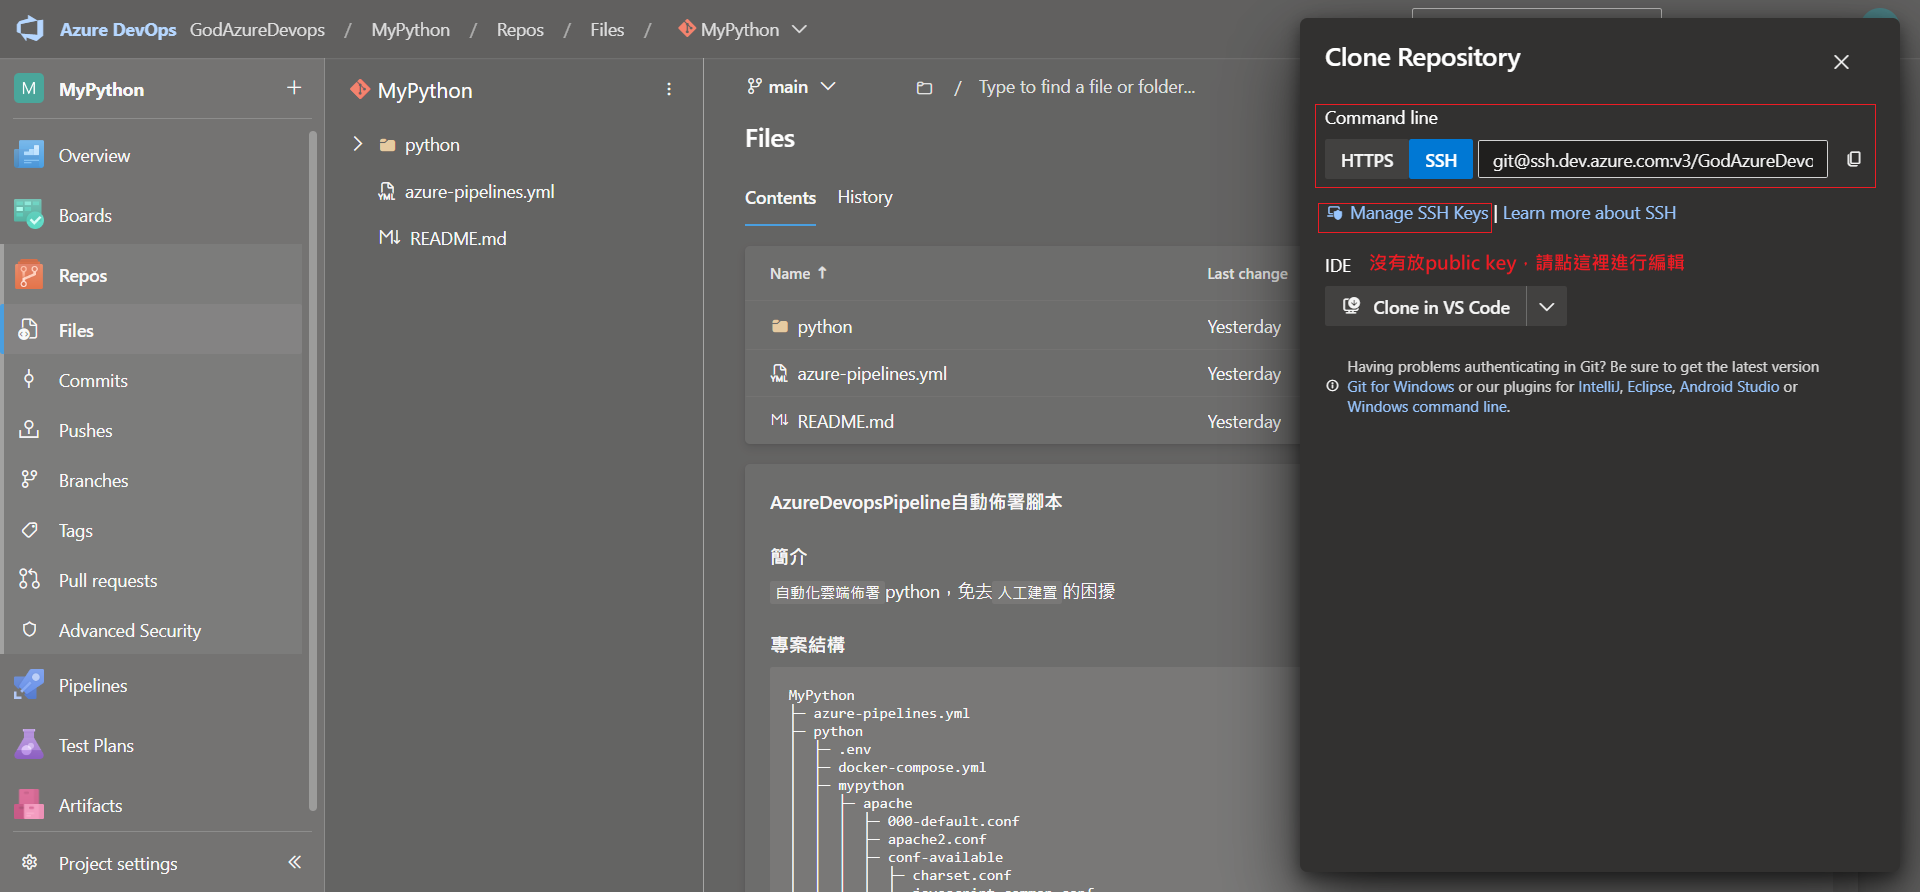 Azure DevOps GodAzureDevops / MyPython / Repos / Files / MyPython
M MyPython +
Overview
Boards
Repos
Files
Commits
Pushes
Branches
Tags
Pull requests
Advanced Security
Pipelines
Test Plans
Artifacts
Project settings
MyPython
python
azure-pipelines.yml
README.md
main / Type to find a file or folder...
Files
Contents History
Name ↑ Last change
python Yesterday
azure-pipelines.yml Yesterday
README.md Yesterday
AzureDevopsPipeline自動佈署腳本
簡介
自動化雲端佈署 python，免去 人工建置 的困擾
專案結構
MyPython
├─ azure-pipelines.yml
├─ python
│ ├─ .env
│ ├─ docker-compose.yml
│ ├─ mypython
│ │ ├─ apache
│ │ │ ├─ 000-default.conf
│ │ │ ├─ apache2.conf
│ │ │ ├─ conf-available
│ │ │ │ ├─ charset.conf
Clone Repository
Command line
HTTPS SSH git@ssh.dev.azure.com:v3/GodAzureDevo
Manage SSH Keys | Learn more about SSH
IDE 沒有放public key，請點這裡進行編輯
Clone in VS Code
Having problems authenticating in Git? Be sure to get the latest version
Git for Windows or our plugins for IntelliJ, Eclipse, Android Studio or
Windows command line.